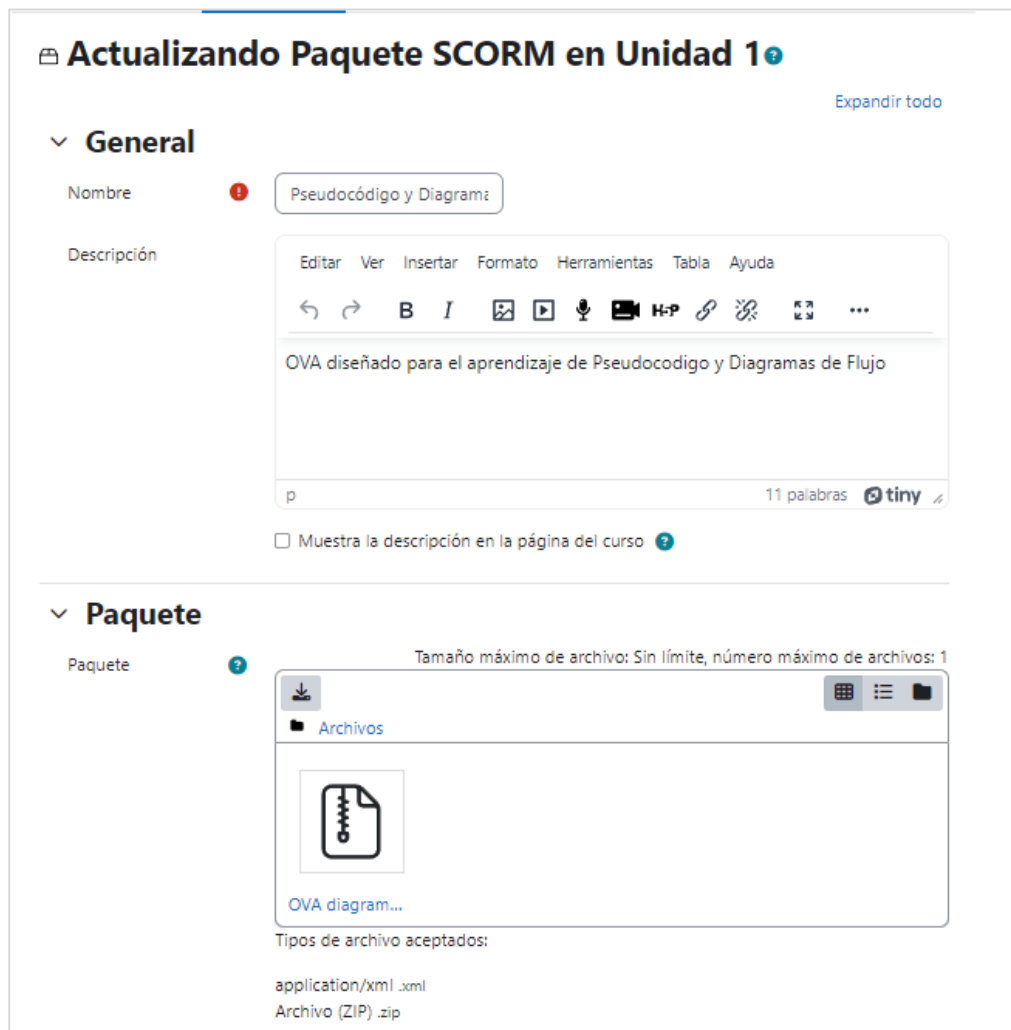 Actualizando Paquete SCORM en Unidad 1
Expandir todo
General
Nombre
Pseudocódigo y Diagrama
Descripción
Editar Ver Insertar Formato Herramientas Tabla Ayuda
B I H-P ...
OVA diseñado para el aprendizaje de Pseudocodigo y Diagramas de Flujo
p 11 palabras tiny
Muestra la descripción en la página del curso
Paquete
Paquete
Tamaño máximo de archivo: Sin límite, número máximo de archivos: 1
Archivos
OVA diagram...
Tipos de archivo aceptados:
application/xml .xml
Archivo (ZIP) .zip